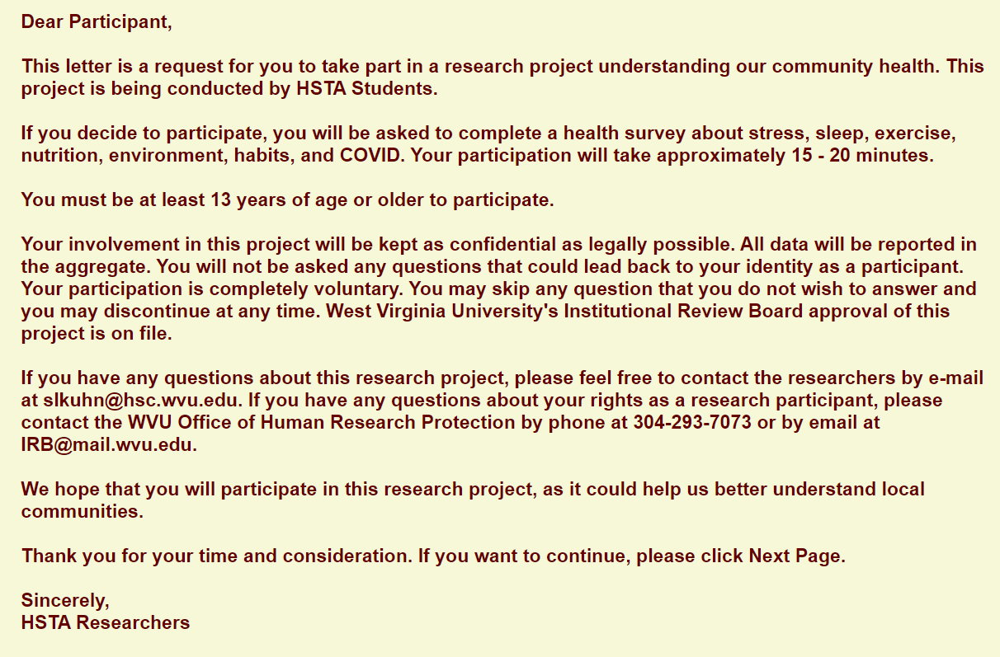 Dear Participant,
This letter is a request for you to take part in a research project understanding our community health. This
project is being conducted by HSTA Students.
If you decide to participate, you will be asked to complete a health survey about stress, sleep, exercise,
nutrition, environment, habits, and COVID. Your participation will take approximately 15 - 20 minutes.
You must be at least 13 years of age or older to participate.
Your involvement in this project will be kept as confidential as legally possible. All data will be reported in
the aggregate. You will not be asked any questions that could lead back to your identity as a participant.
Your participation is completely voluntary. You may skip any question that you do not wish to answer and
you may discontinue at any time. West Virginia University's Institutional Review Board approval of this
project is on file.
If you have any questions about this research project, please feel free to contact the researchers by e-mail
at slkuhn@hsc.wvu.edu. If you have any questions about your rights as a research participant, please
contact the WVU Office of Human Research Protection by phone at 304-293-7073 or by email at
IRB@mail.wvu.edu.
We hope that you will participate in this research project, as it could help us better understand local
communities.
Thank you for your time and consideration. If you want to continue, please click Next Page.
Sincerely,
HSTA Researchers